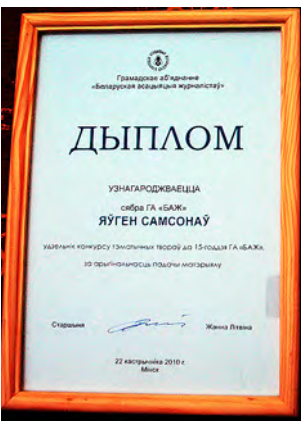 Грамадскае аб'яднанне
«Беларуская асацыяцыя журналістаў»
ДЫПЛОМ
УЗНАГАРОДЖВАЕЦЦА
сябра ГА «БАЖ»
ЯЎГЕН САМСОНАЎ
удзельнік конкурсу тэматычных твораў да 15-годдзя ГА «БАЖ»
за арыгінальнасць падачы матэрыялу
Старшыня Жанна Літвіна
22 кастрычніка 2010 г.
Мінск